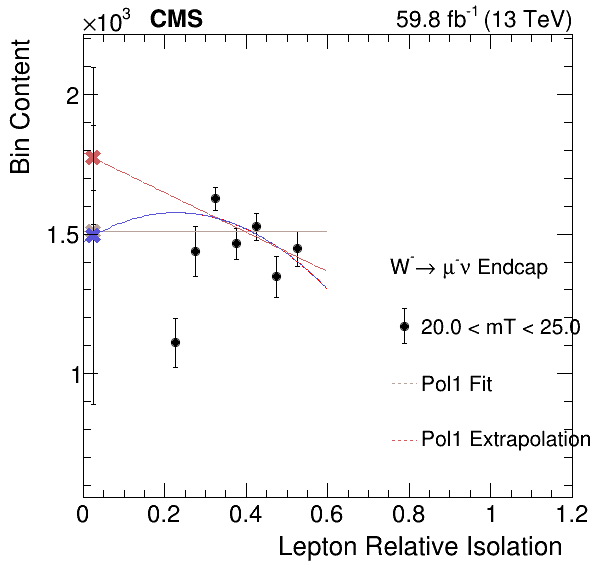 ×10³ CMS 59.8 fb⁻¹ (13 TeV)
Bin Content
2
1.5
1
W⁻→ μ⁻ν Endcap
20.0 < mT < 25.0
Pol1 Fit
Pol1 Extrapolation
0 0.2 0.4 0.6 0.8 1 1.2
Lepton Relative Isolation